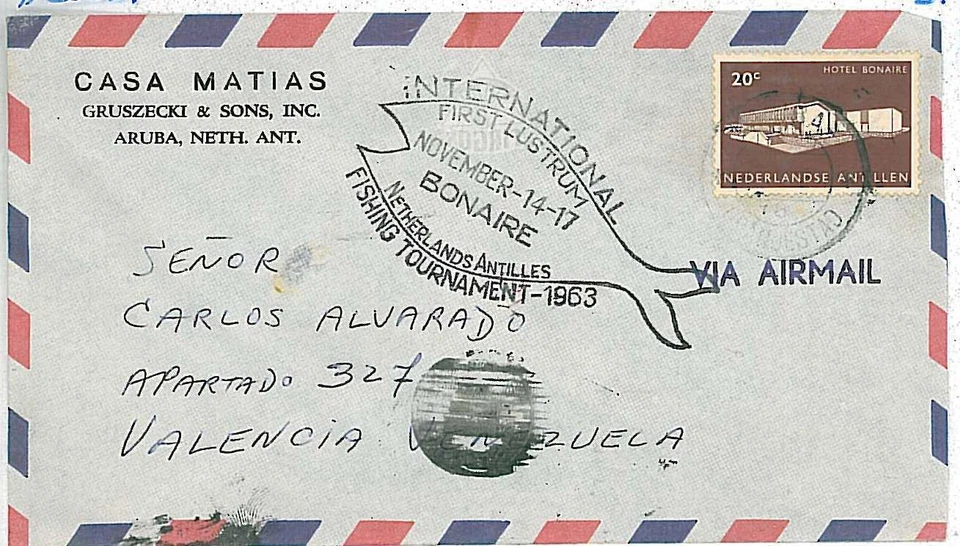 CASA MATIAS
GRUSZECKI & SONS, INC.
ARUBA, NETH. ANT.
INTERNATIONAL
FIRST LUSTRUM
NOVEMBER-14-17
BONAIRE
NETHERLANDS ANTILLES
FISHING TOURNAMENT-1963
20c
HOTEL BONAIRE
NEDERLANDSE ANTILLEN
VIA AIRMAIL
SEÑOR
CARLOS ALVARADO
APARTADO 327
VALENCIA VENEZUELA